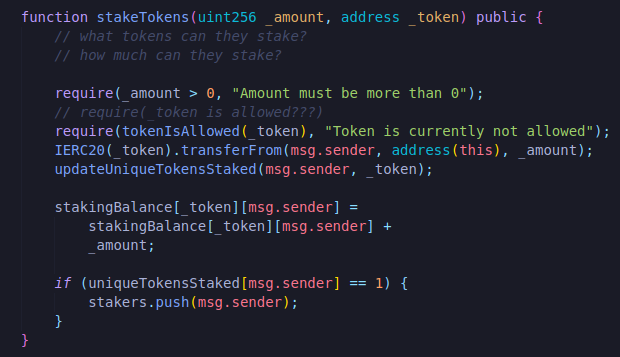 function stakeTokens(uint256 _amount, address _token) public {
    // what tokens can they stake?
    // how much can they stake?

    require(_amount > 0, "Amount must be more than 0");
    // require(_token is allowed???)
    require(tokenIsAllowed(_token), "Token is currently not allowed");
    IERC20(_token).transferFrom(msg.sender, address(this), _amount);
    updateUniqueTokensStaked(msg.sender, _token);

    stakingBalance[_token][msg.sender] =
        stakingBalance[_token][msg.sender] +
        _amount;

    if (uniqueTokensStaked[msg.sender] == 1) {
        stakers.push(msg.sender);
    }
}